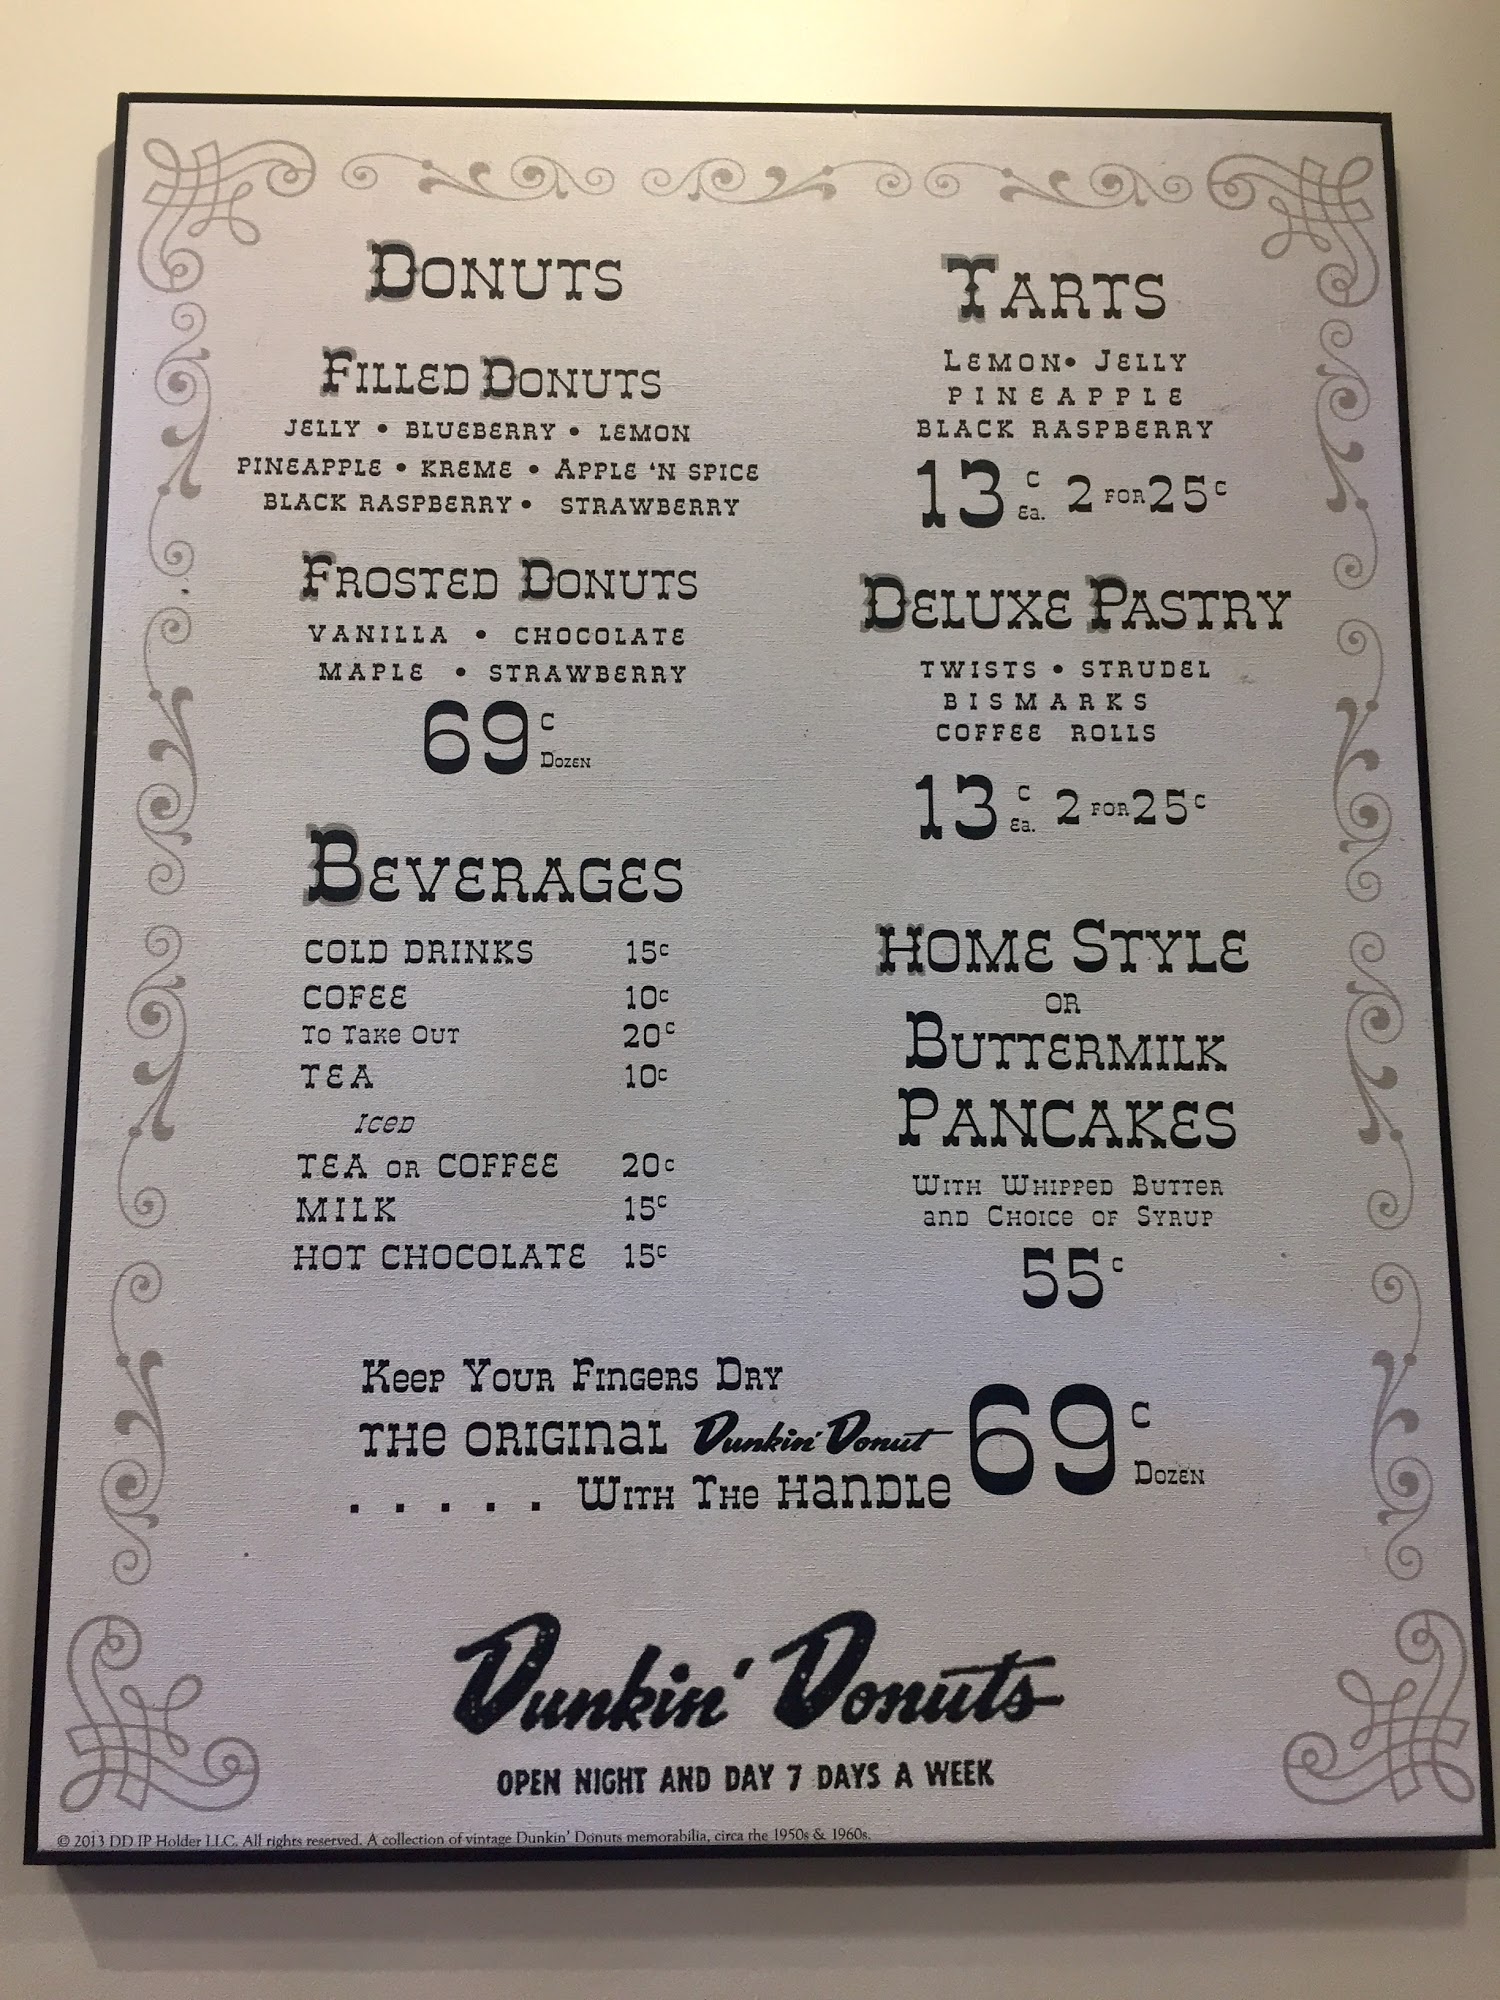 DONUTS
FILLED DONUTS
JELLY • BLUEBERRY • LEMON
PINEAPPLE • KREME • APPLE 'N SPICE
BLACK RASPBERRY • STRAWBERRY
FROSTED DONUTS
VANILLA • CHOCOLATE
MAPLE • STRAWBERRY
69c DOZEN
BEVERAGES
COLD DRINKS 15c
COFEE 10c
To Take Out 20c
TEA 10c
Iced
TEA OR COFFEE 20c
MILK 15c
HOT CHOCOLATE 15c
TARTS
LEMON • JELLY
PINEAPPLE
BLACK RASPBERRY
13c ea. 2 FOR 25c
DELUXE PASTRY
TWISTS • STRUDEL
BISMARKS
COFFEE ROLLS
13c ea. 2 FOR 25c
HOME STYLE
OR
BUTTERMILK
PANCAKES
With Whipped Butter
and Choice of Syrup
55c
Keep Your Fingers Dry
THe ORIGINaL Dunkin' Donut 69c Dozen
. . . . . With The Handle
Dunkin' Donuts
OPEN NIGHT AND DAY 7 DAYS A WEEK
© 2013 DD IP Holder LLC. All rights reserved. A collection of vintage Dunkin' Donuts memorabilia, circa the 1950s & 1960s.